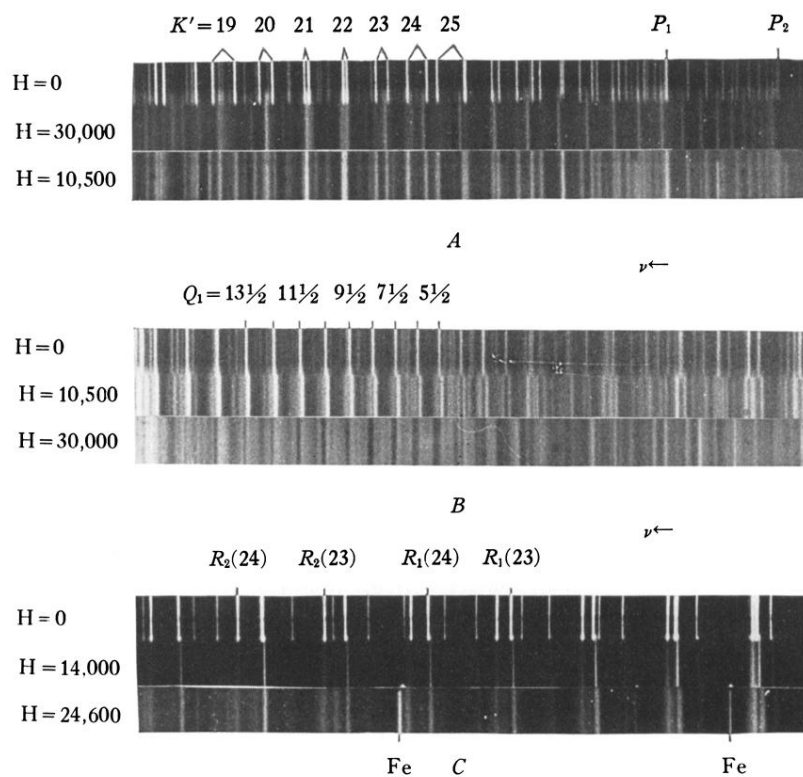 K′=19 20 21 22 23 24 25 P₁ P₂
H=0
H=30,000
H=10,500
A
ν←
Q₁=13½ 11½ 9½ 7½ 5½
H=0
H=10,500
H=30,000
B
ν←
R₂(24) R₂(23) R₁(24) R₁(23)
H=0
H=14,000
H=24,600
Fe C Fe